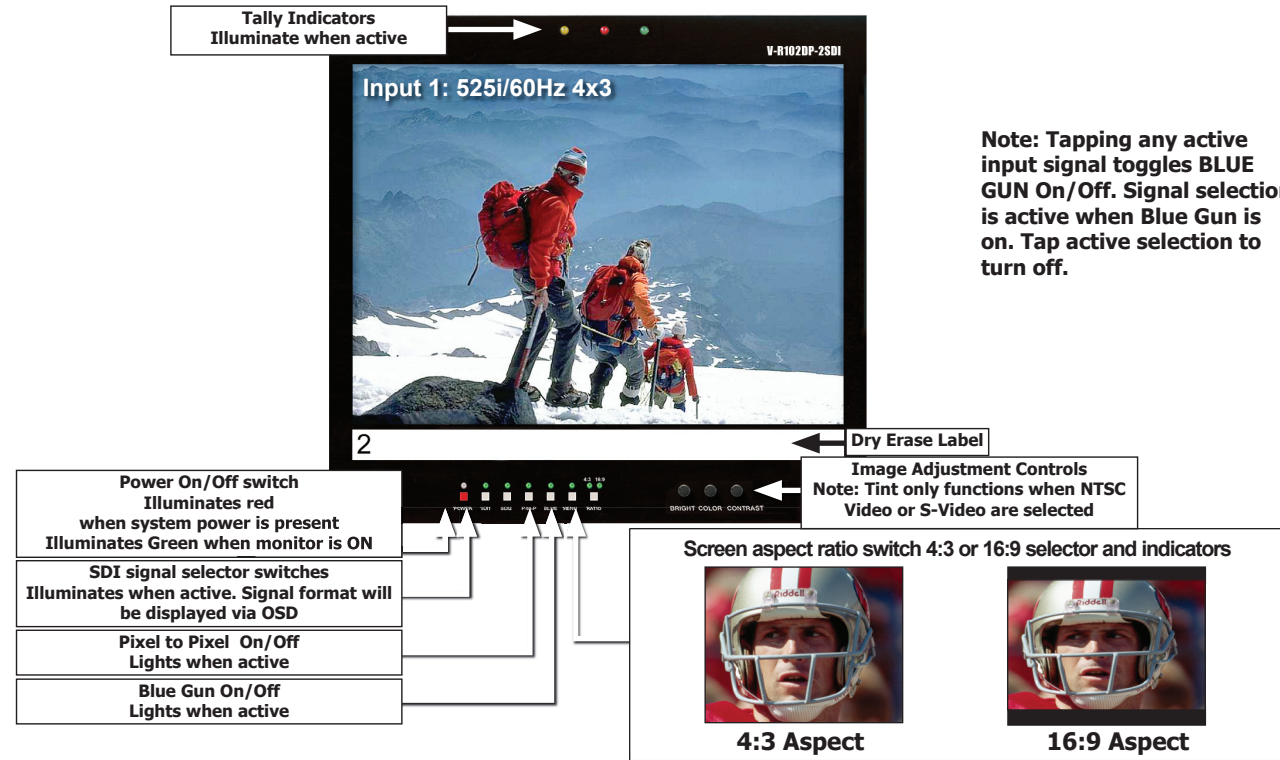 Tally Indicators
Illuminate when active
V-R102DP-2SDI
Input 1: 525i/60Hz 4x3
Note: Tapping any active
input signal toggles BLUE
GUN On/Off. Signal selection
is active when Blue Gun is
on. Tap active selection to
turn off.
2
Dry Erase Label
Image Adjustment Controls
Note: Tint only functions when NTSC
Video or S-Video are selected
Power On/Off switch
Illuminates red
when system power is present
Illuminates Green when monitor is ON
4:3 16:9
POWER SDI1 SDI2 P-to-P BLUE MENU RATIO
BRIGHT COLOR CONTRAST
SDI signal selector switches
Illuminates when active. Signal format will
be displayed via OSD
Pixel to Pixel On/Off
Lights when active
Blue Gun On/Off
Lights when active
Screen aspect ratio switch 4:3 or 16:9 selector and indicators
Riddell
Riddell
4:3 Aspect
16:9 Aspect